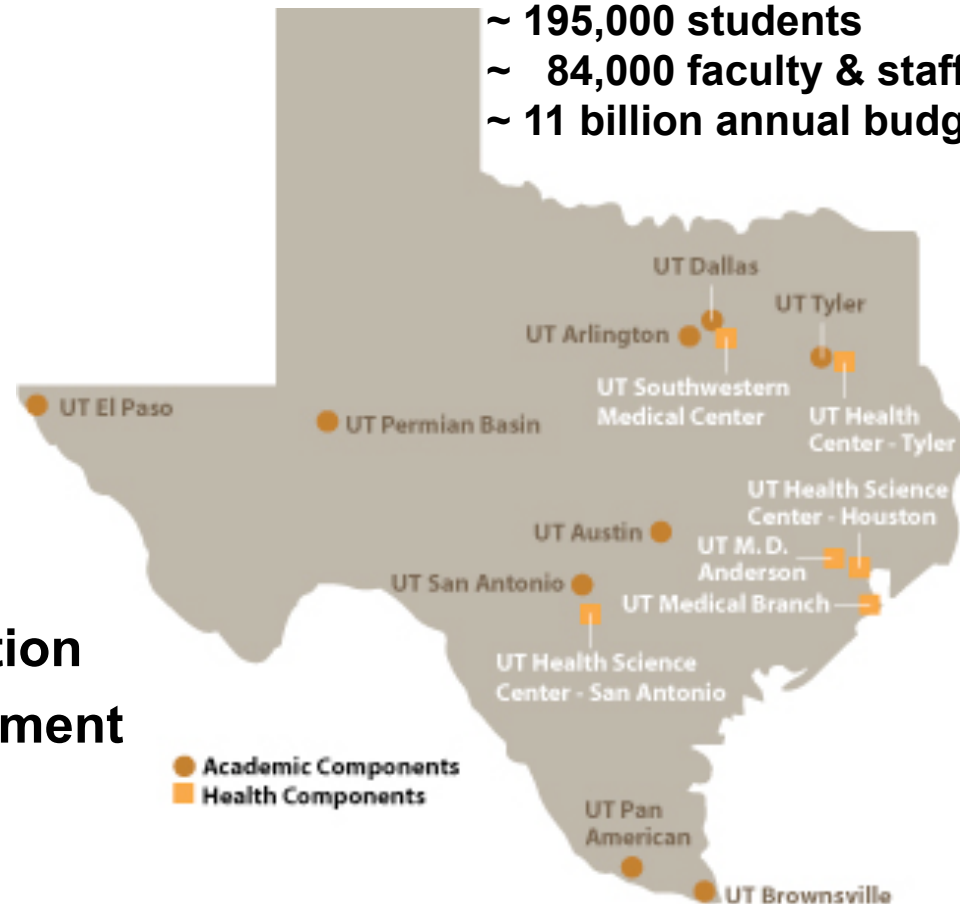 ~ 195,000 students
~ 84,000 faculty & staff
~ 11 billion annual budg
UT Dallas
UT Tyler
UT Arlington
UT Southwestern
Medical Center
UT Health
Center - Tyler
UT El Paso
UT Permian Basin
UT Health Science
Center - Houston
UT Austin
UT M. D.
Anderson
UT San Antonio
UT Medical Branch
tion
UT Health Science
Center - San Antonio
ment
Academic Components
Health Components
UT Pan
American
UT Brownsville